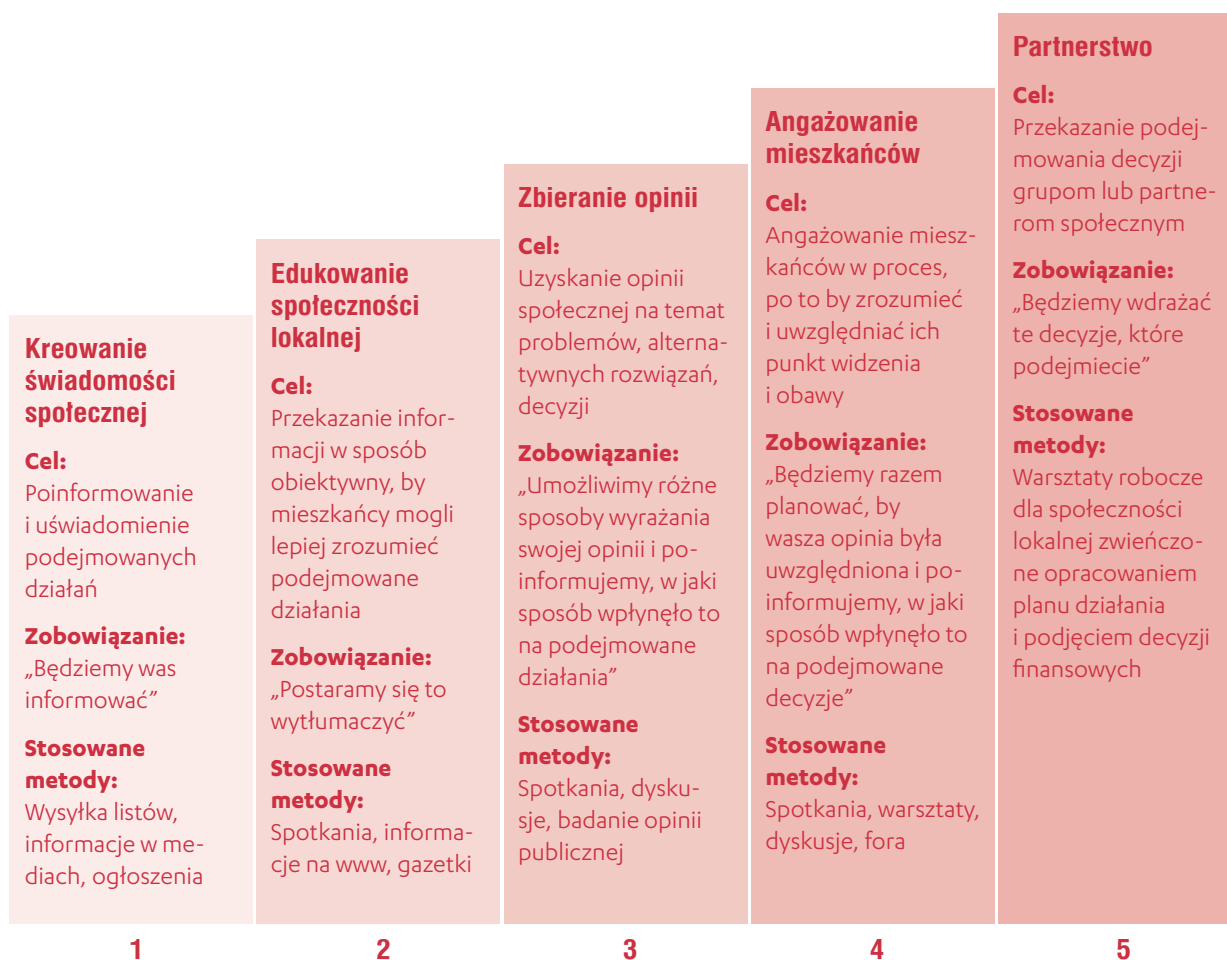 Kreowanie
świadomości
społecznej
Cel:
Poinformowanie
i uświadomienie
podejmowanych
działań
Zobowiązanie:
„Będziemy was
informować”
Stosowane
metody:
Wysyłka listów,
informacje w me-
diach, ogłoszenia
1
Edukowanie
społeczności
lokalnej
Cel:
Przekazanie infor-
macji w sposób
obiektywny, by
mieszkańcy mogli
lepiej zrozumieć
podejmowane
działania
Zobowiązanie:
„Postaramy się to
wytłumaczyć”
Stosowane
metody:
Spotkania, informa-
cje na www, gazetki
2
Zbieranie opinii
Cel:
Uzyskanie opinii
społecznej na temat
problemów, alterna-
tywnych rozwiązań,
decyzji
Zobowiązanie:
„Umożliwimy różne
sposoby wyrażania
swojej opinii i po-
informujemy, w jaki
sposób wpłynęło to
na podejmowane
działania”
Stosowane
metody:
Spotkania, dysku-
sje, badanie opinii
publicznej
3
Angażowanie
mieszkańców
Cel:
Angażowanie miesz-
kańców w proces,
po to by zrozumieć
i uwzględniać ich
punkt widzenia
i obawy
Zobowiązanie:
„Będziemy razem
planować, by
wasza opinia była
uwzględniona i po-
informujemy, w jaki
sposób wpłynęło to
na podejmowane
decyzje”
Stosowane
metody:
Spotkania, warsztaty,
dyskusje, fora
4
Partnerstwo
Cel:
Przekazanie podej-
mowania decyzji
grupom lub partne-
rom społecznym
Zobowiązanie:
„Będziemy wdrażać
te decyzje, które
podejmiecie”
Stosowane
metody:
Warsztaty robocze
dla społeczności
lokalnej zwieńczo-
ne opracowaniem
planu działania
i podjęciem decyzji
finansowych
5